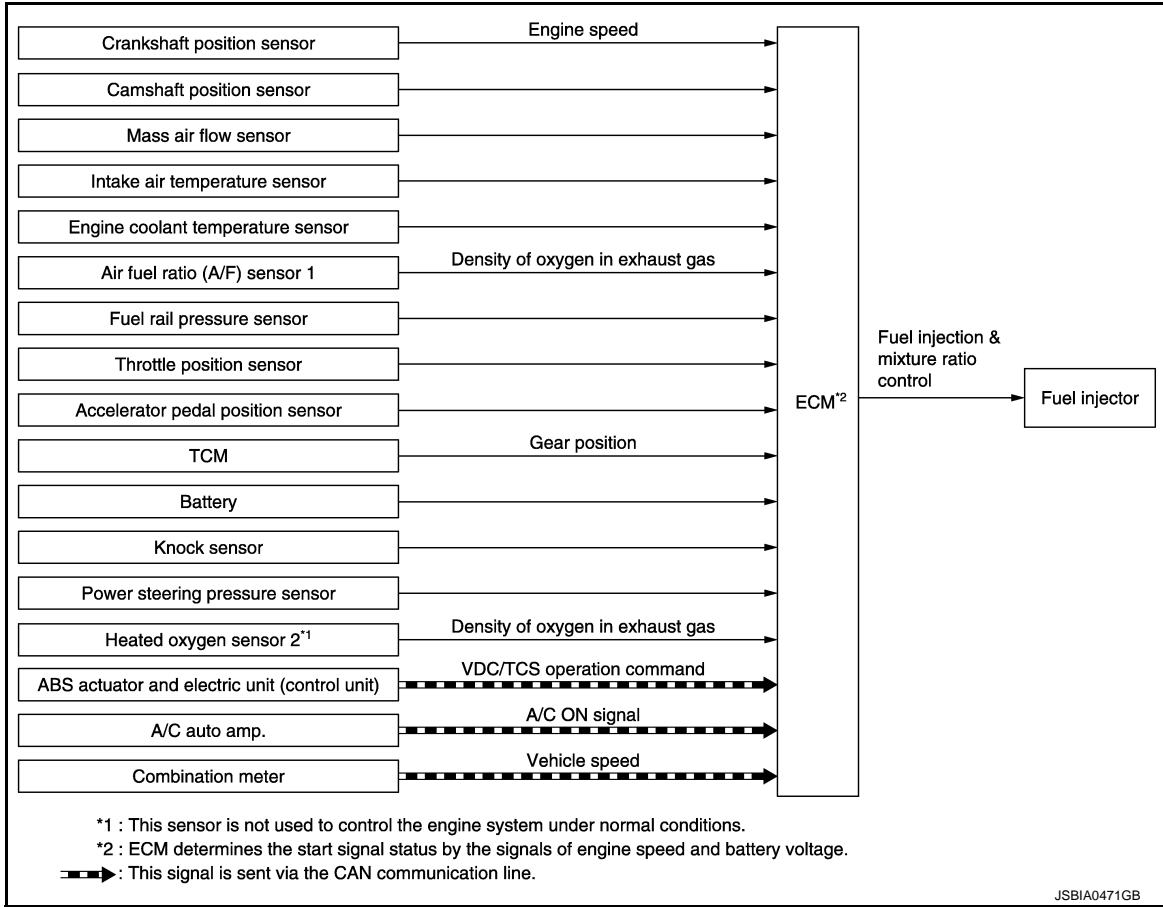 Crankshaft position sensor
Engine speed
Camshaft position sensor
Mass air flow sensor
Intake air temperature sensor
Engine coolant temperature sensor
Air fuel ratio (A/F) sensor 1
Density of oxygen in exhaust gas
Fuel rail pressure sensor
Throttle position sensor
Accelerator pedal position sensor
TCM
Gear position
Battery
Knock sensor
Power steering pressure sensor
Heated oxygen sensor 2*1
Density of oxygen in exhaust gas
ABS actuator and electric unit (control unit)
VDC/TCS operation command
A/C auto amp.
A/C ON signal
Combination meter
Vehicle speed
ECM*2
Fuel injection &
mixture ratio
control
Fuel injector
*1 : This sensor is not used to control the engine system under normal conditions.
*2 : ECM determines the start signal status by the signals of engine speed and battery voltage.
: This signal is sent via the CAN communication line.
JSBIA0471GB